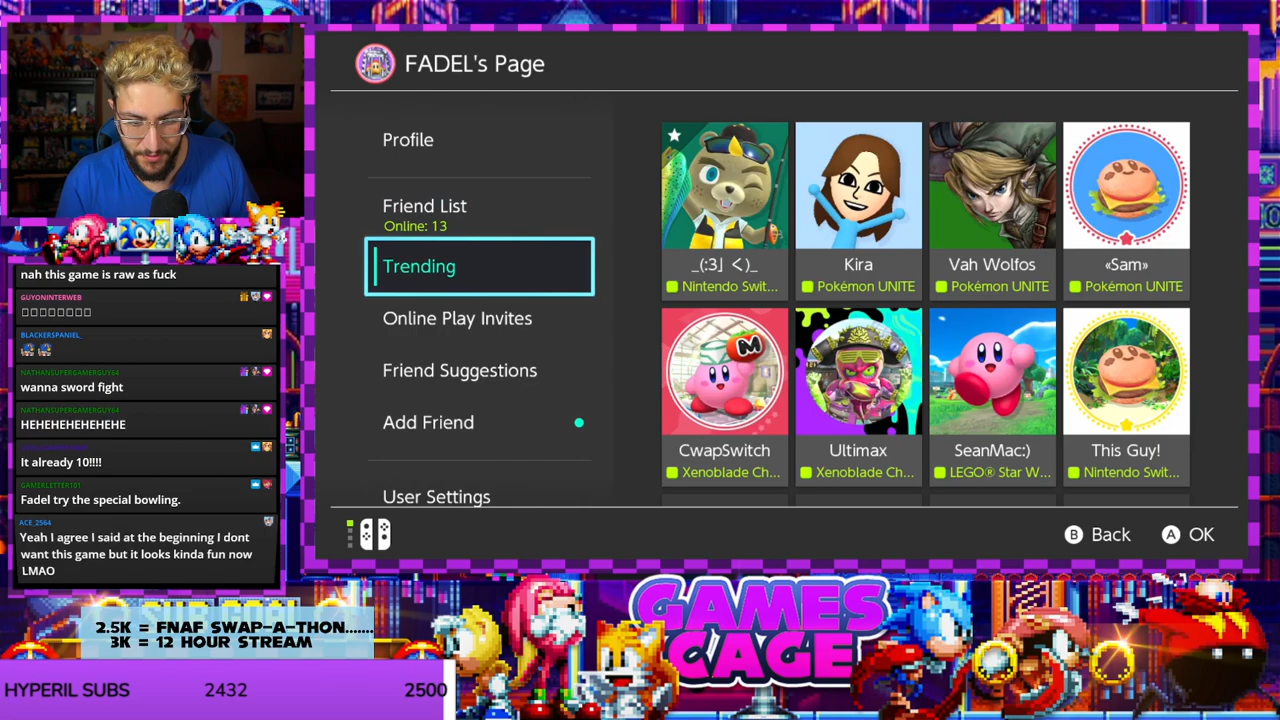 FADEL's Page
Profile
Friend List
Online: 13
Trending
Online Play Invites
Friend Suggestions
Add Friend
User Settings
_(:3」<)_
Nintendo Swit...
Kira
Pokémon UNITE
Vah Wolfos
Pokémon UNITE
«Sam»
Pokémon UNITE
CwapSwitch
Xenoblade Ch...
Ultimax
Xenoblade Ch...
SeanMac:)
LEGO® Star W...
This Guy!
Nintendo Swit...
B Back
A OK
nah this game is raw as fuck
GUYONINTERWEB
BLACKERSPANIEL_
NATHANSUPERGAMERGUY64
wanna sword fight
NATHANSUPERGAMERGUY64
HEHEHEHEHEHEHE
It already 10!!!!
GAMERLETTER101
Fadel try the special bowling.
ACE_2564
Yeah I agree I said at the beginning I dont
want this game but it looks kinda fun now
LMAO
2.5K = FNAF SWAP-A-THON.......
3K = 12 HOUR STREAM
HYPERIL SUBS 2432 2500
GAMES
CAGE